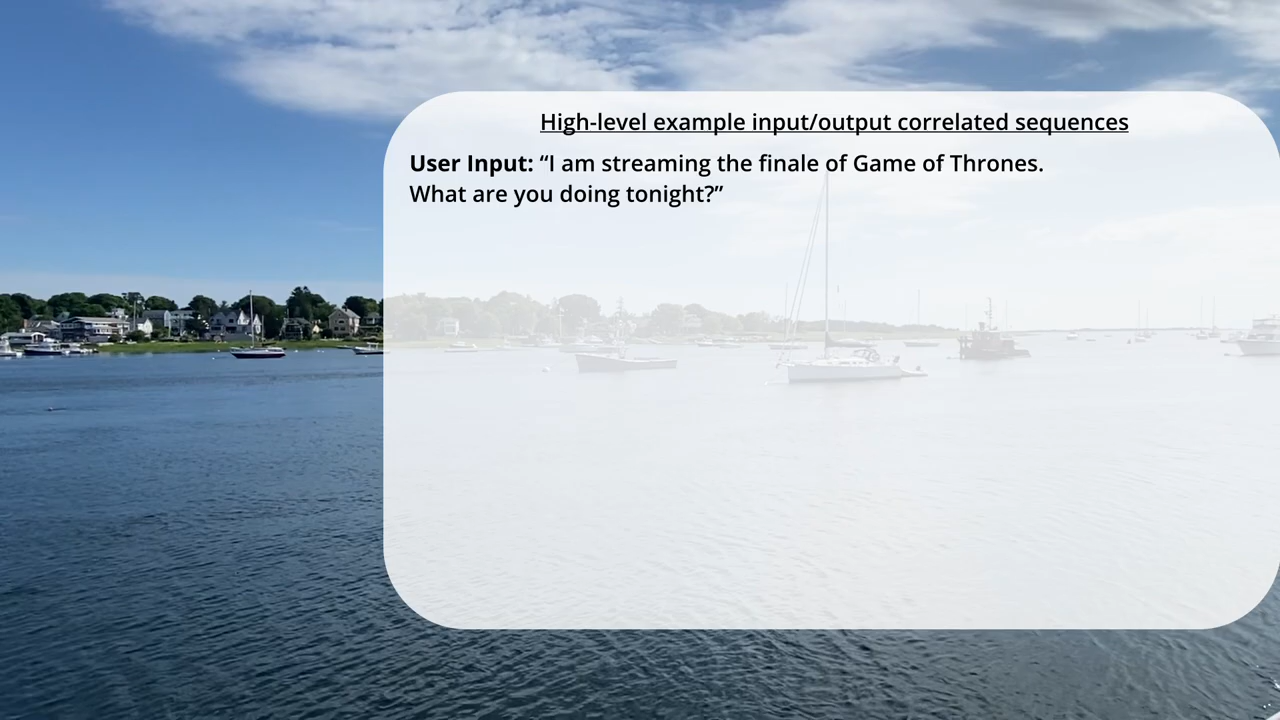 High-level example input/output correlated sequences
User Input: “I am streaming the finale of Game of Thrones.
What are you doing tonight?”